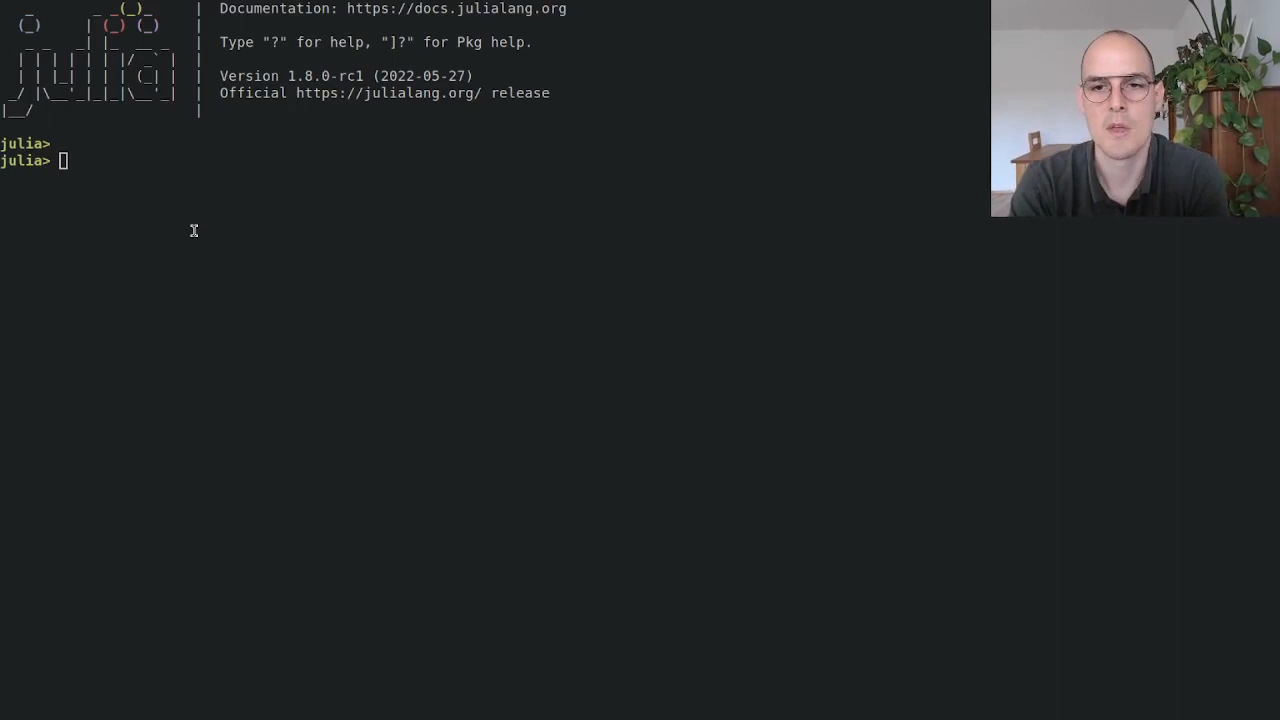 Documentation: https://docs.julialang.org
Type "?" for help, "]?" for Pkg help.
Version 1.8.0-rc1 (2022-05-27)
Official https://julialang.org/ release
julia>
julia>